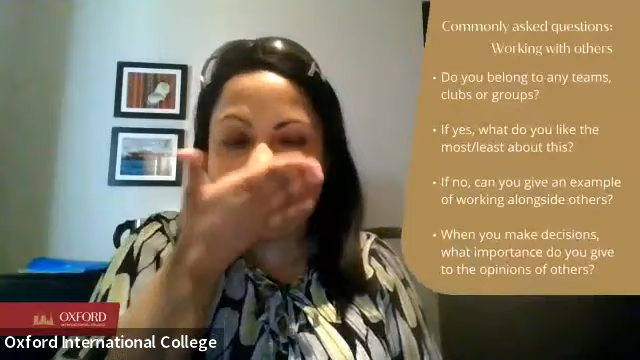 Commonly asked questions:
Working with others
• Do you belong to any teams,
clubs or groups?
• If yes, what do you like the
most/least about this?
• If no, can you give an example
of working alongside others?
• When you make decisions,
what importance do you give
to the opinions of others?
OXFORD
INTERNATIONAL COLLEGE
Oxford International College